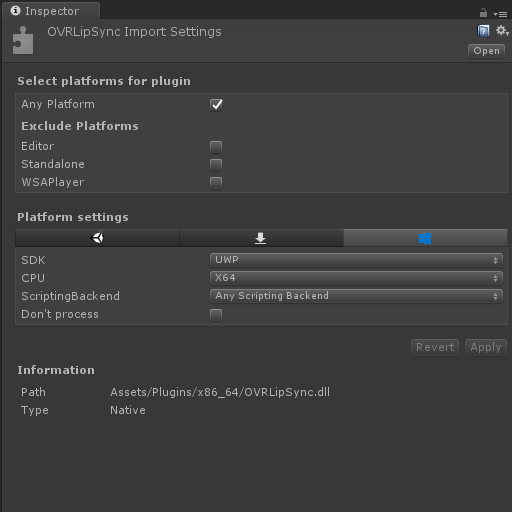 Inspector
OVRLipSync Import Settings
Open
Select platforms for plugin
Any Platform
Exclude Platforms
Editor
Standalone
WSAPlayer
Platform settings
SDK UWP
CPU X64
ScriptingBackend Any Scripting Backend
Don't process
Revert Apply
Information
Path Assets/Plugins/x86_64/OVRLipSync.dll
Type Native